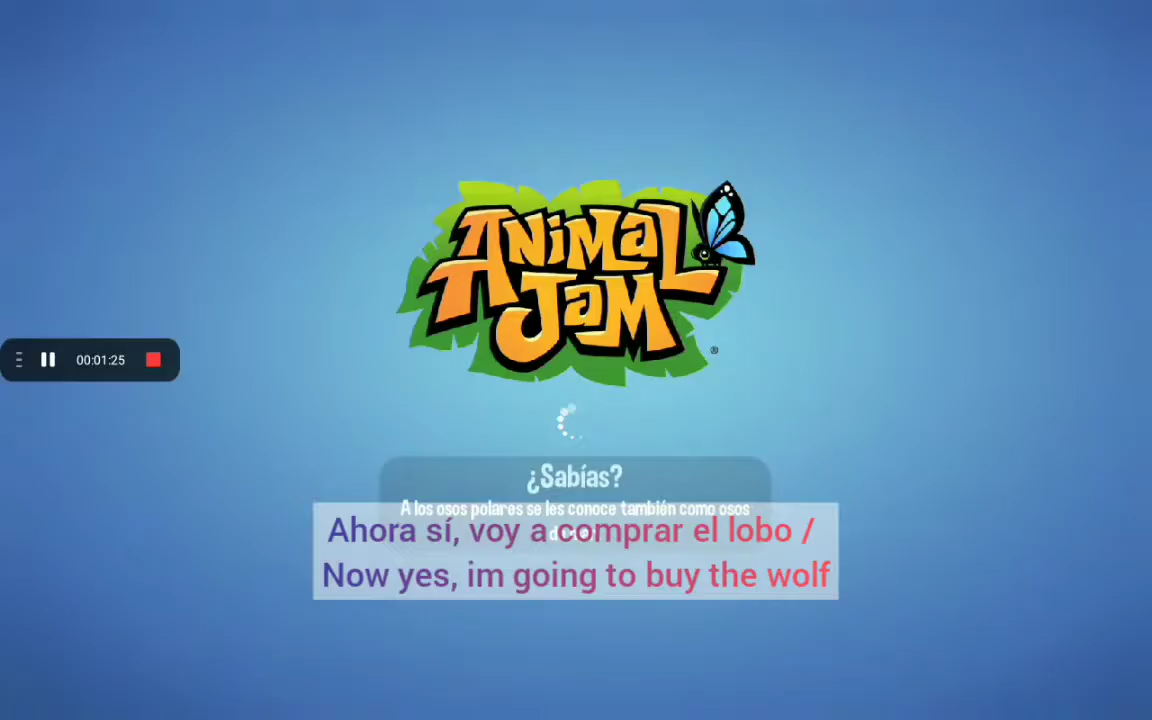 ANIMAL
JAM
®
00:01:25
¿Sabías?
A los osos polares se les conoce también como osos
Ahora sí, voy a comprar el lobo /
Now yes, im going to buy the wolf